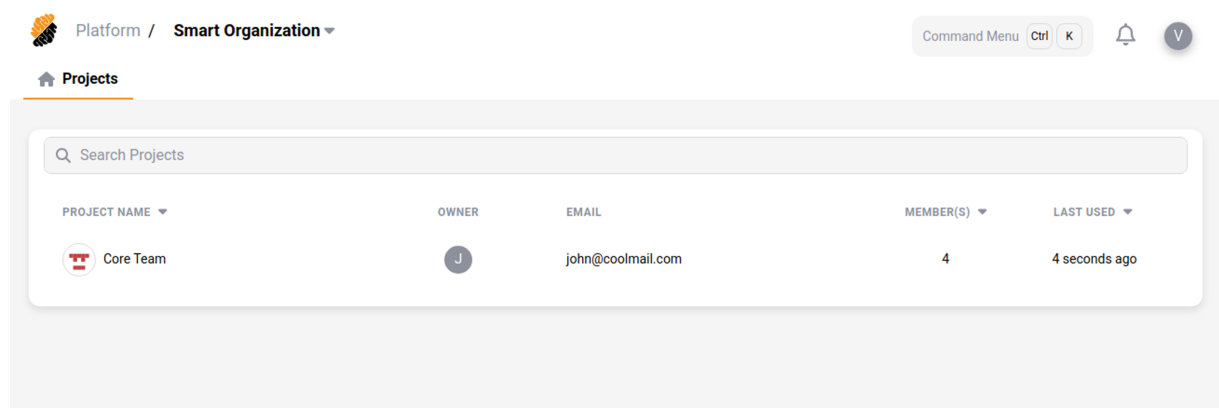 Platform / Smart Organization
Command Menu Ctrl K
V
Projects
Search Projects
PROJECT NAME OWNER EMAIL MEMBER(S) LAST USED
Core Team J john@coolmail.com 4 4 seconds ago